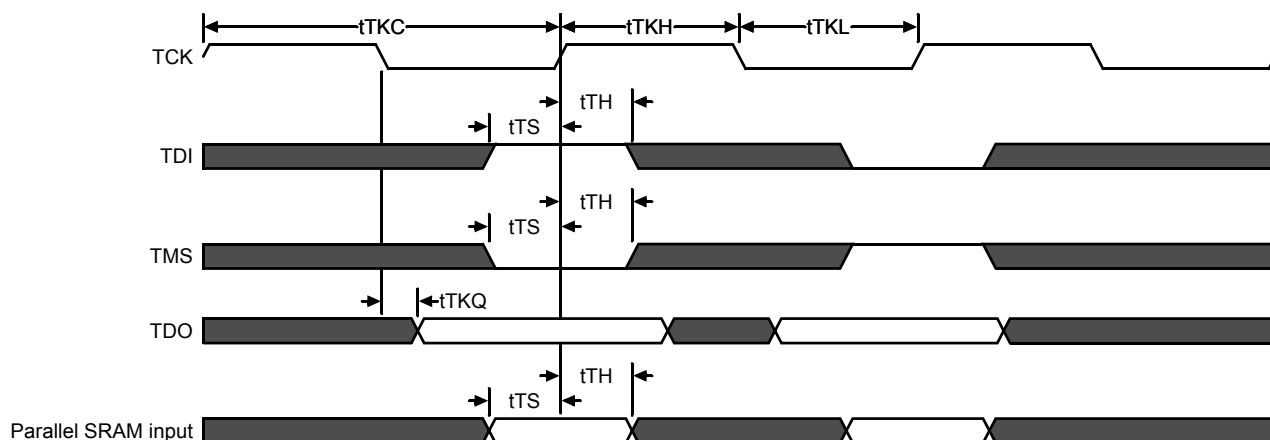 tTKC tTKH tTKL
TCK
tTH
tTS
TDI
tTH
tTS
TMS
tTKQ
TDO
tTH
tTS
Parallel SRAM input